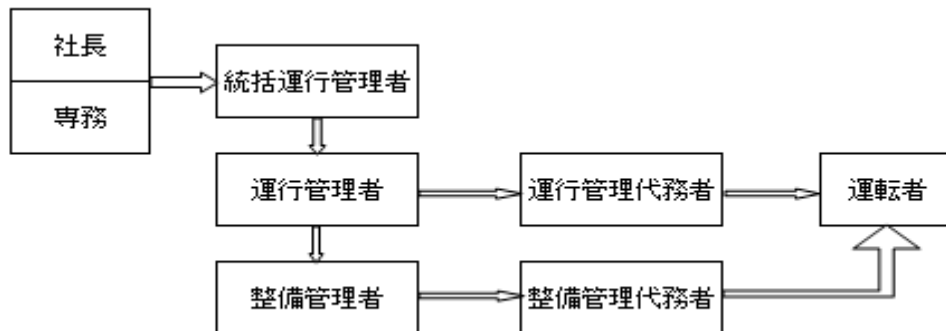 社長
専務
統括運行管理者
運行管理者
運行管理代務者
運転者
整備管理者
整備管理代務者